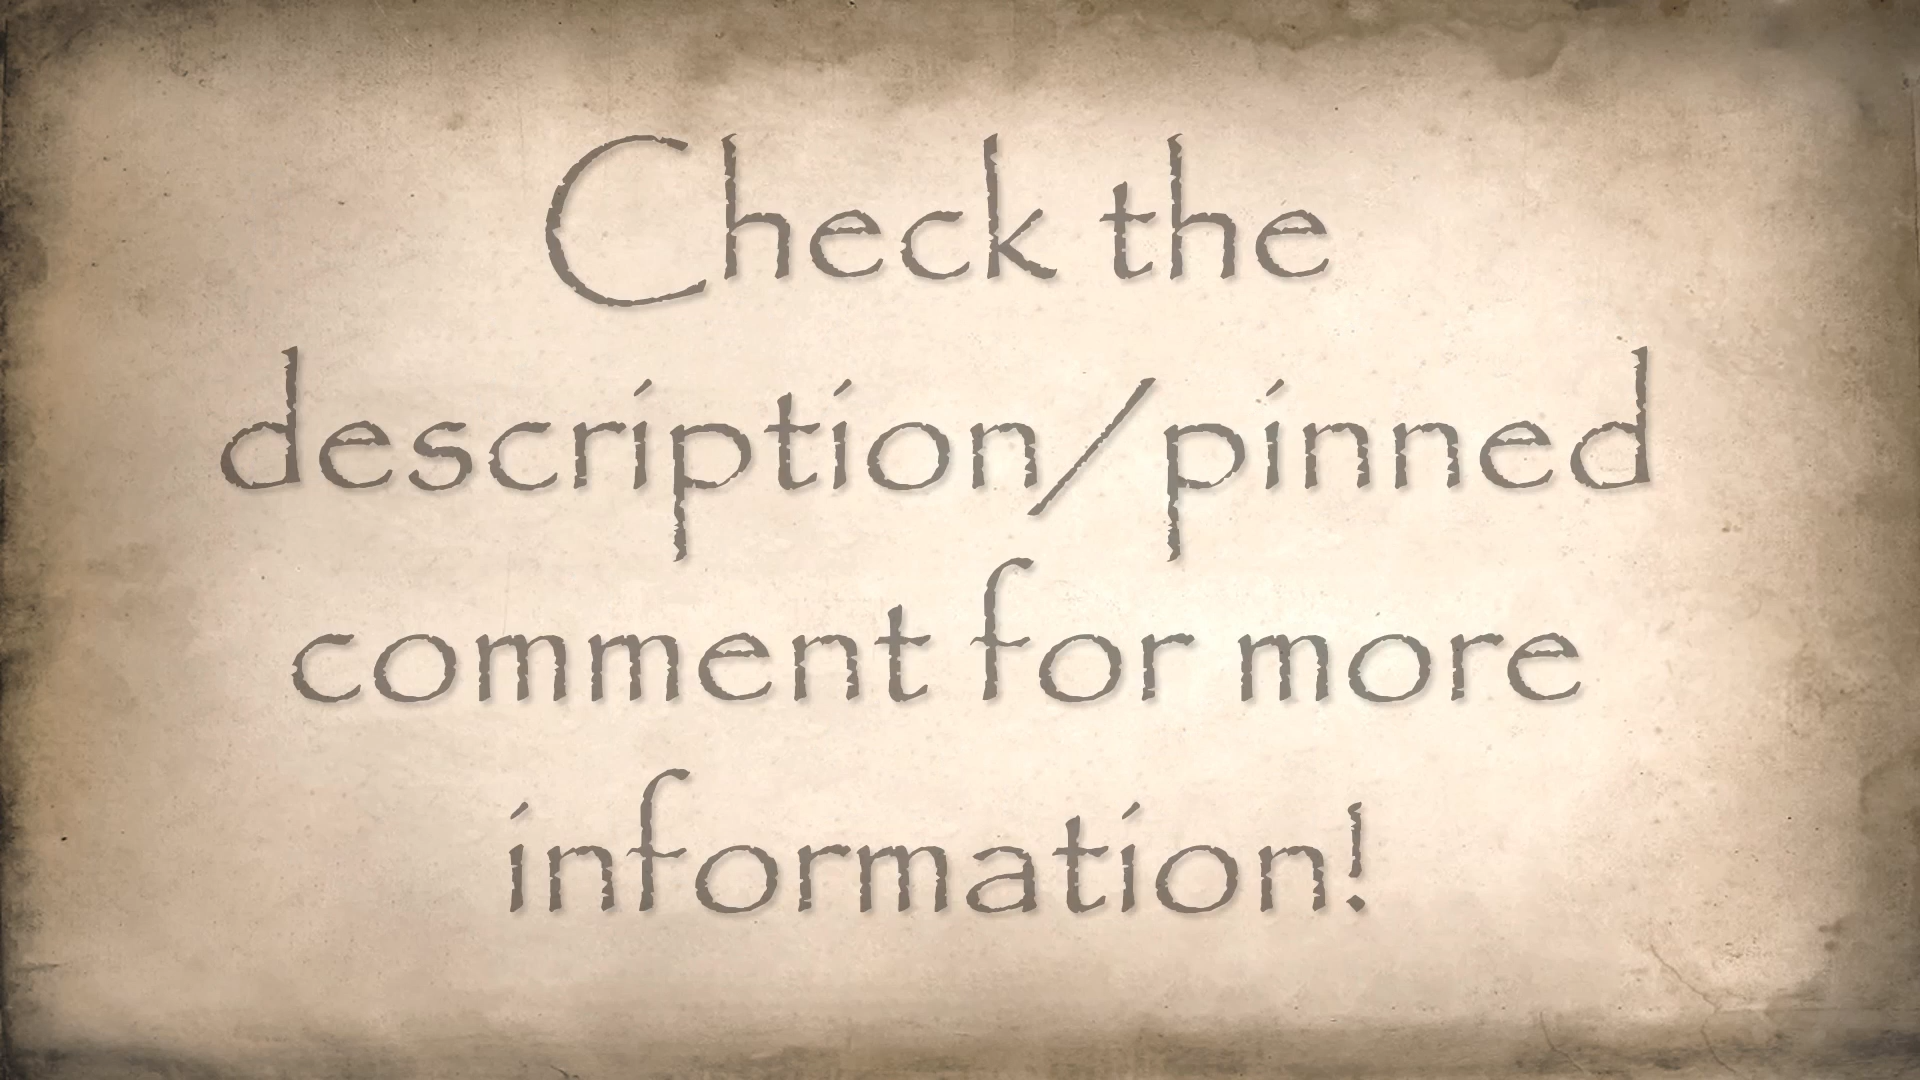 Check the
description/pinned
comment for more
information!